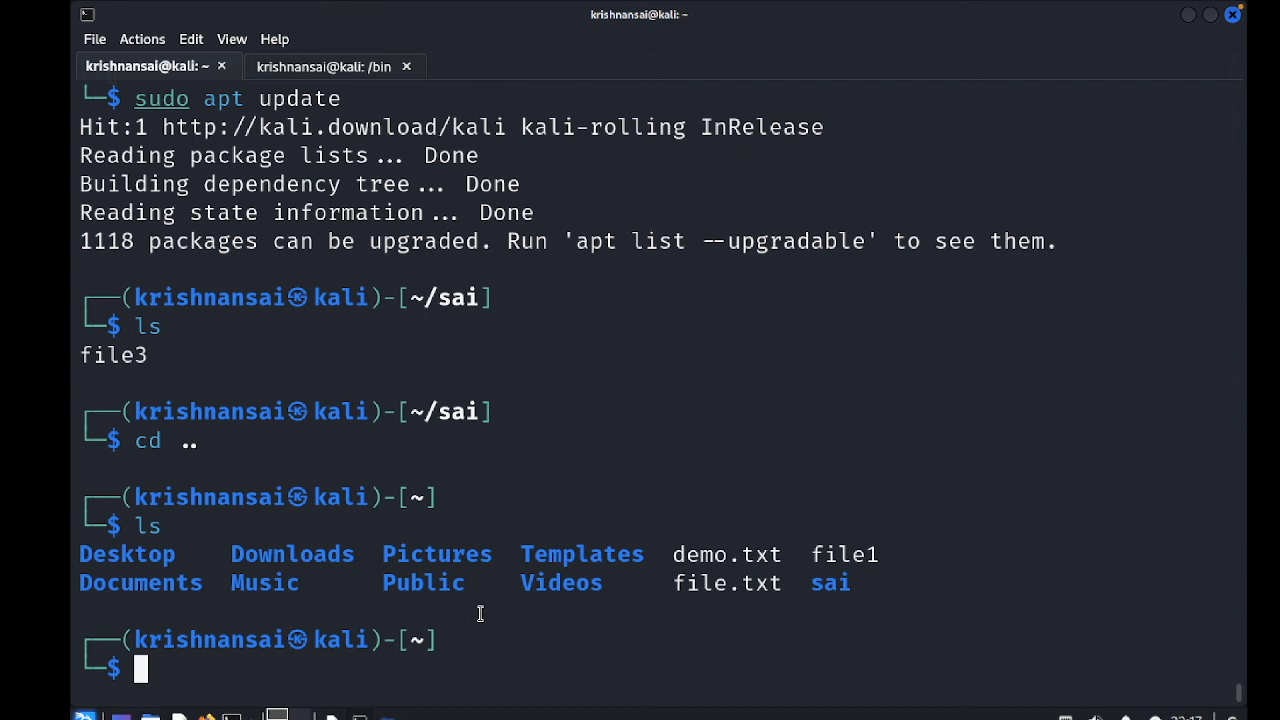 krishnansai@kali: ~
File Actions Edit View Help
krishnansai@kali: ~ × krishnansai@kali: /bin ×
└─$ sudo apt update
Hit:1 http://kali.download/kali kali-rolling InRelease
Reading package lists... Done
Building dependency tree... Done
Reading state information... Done
1118 packages can be upgraded. Run 'apt list --upgradable' to see them.
┌──(krishnansai㉿kali)-[~/sai]
└─$ ls
file3
┌──(krishnansai㉿kali)-[~/sai]
└─$ cd ..
┌──(krishnansai㉿kali)-[~]
└─$ ls
Desktop Downloads Pictures Templates demo.txt file1
Documents Music Public Videos file.txt sai
┌──(krishnansai㉿kali)-[~]
└─$